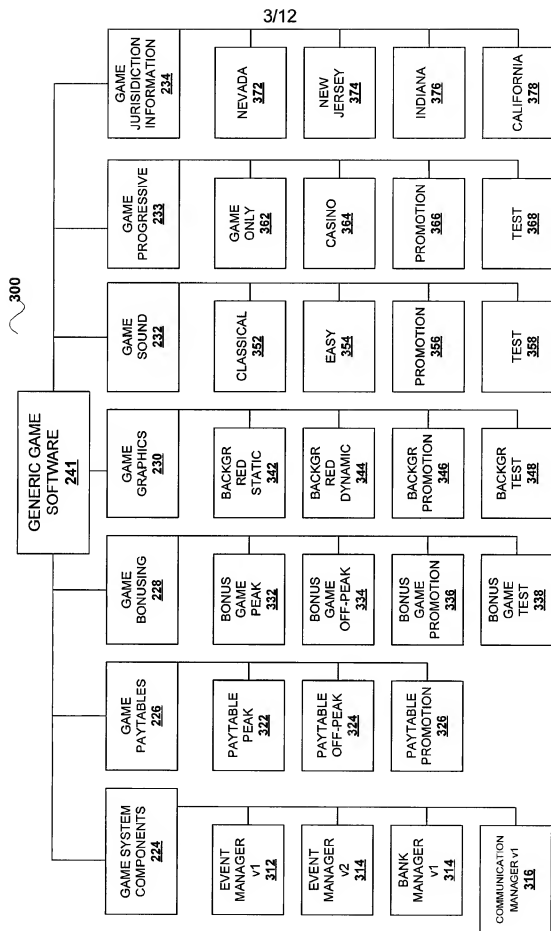 3/12
300
GENERIC GAME
SOFTWARE
241
GAME SYSTEM
COMPONENTS
224
EVENT
MANAGER
v1
312
EVENT
MANAGER
v2
314
BANK
MANAGER
v1
314
COMMUNICATION
MANAGER v1
316
GAME
PAYTABLES
226
PAYTABLE
PEAK
322
PAYTABLE
OFF-PEAK
324
PAYTABLE
PROMOTION
326
GAME
BONUSING
228
BONUS
GAME
PEAK
332
BONUS
GAME
OFF-PEAK
334
BONUS
GAME
PROMOTION
336
BONUS
GAME
TEST
338
GAME
GRAPHICS
230
BACKGR
RED
STATIC
342
BACKGR
RED
DYNAMIC
344
BACKGR
PROMOTION
346
BACKGR
TEST
348
GAME
SOUND
232
CLASSICAL
352
EASY
354
PROMOTION
356
TEST
358
GAME
PROGRESSIVE
233
GAME
ONLY
362
CASINO
364
PROMOTION
366
TEST
368
GAME
JURISIDICTION
INFORMATION
234
NEVADA
372
NEW
JERSEY
374
INDIANA
376
CALIFORNIA
378